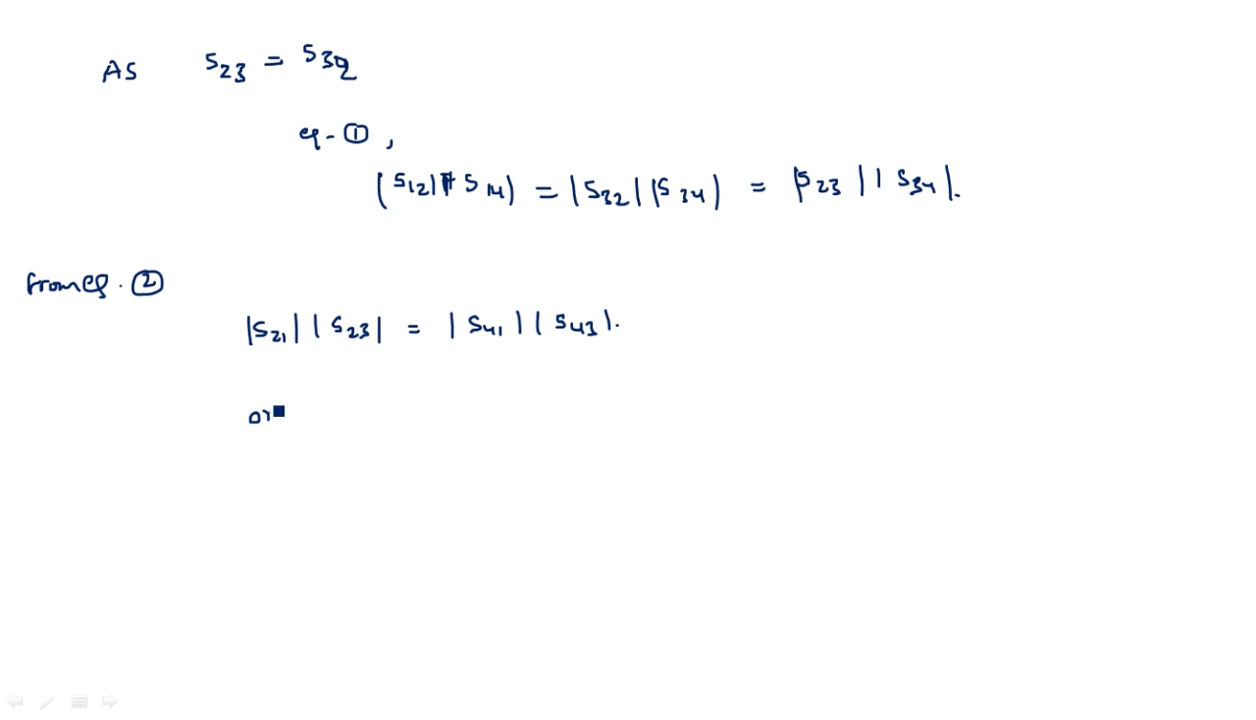 As S23 = S32
eq-①,
|S12| |S14| = |S32| |S34| = |S23| |S34|.
from eq. ②
|S21| |S23| = |S41| |S43|.
or